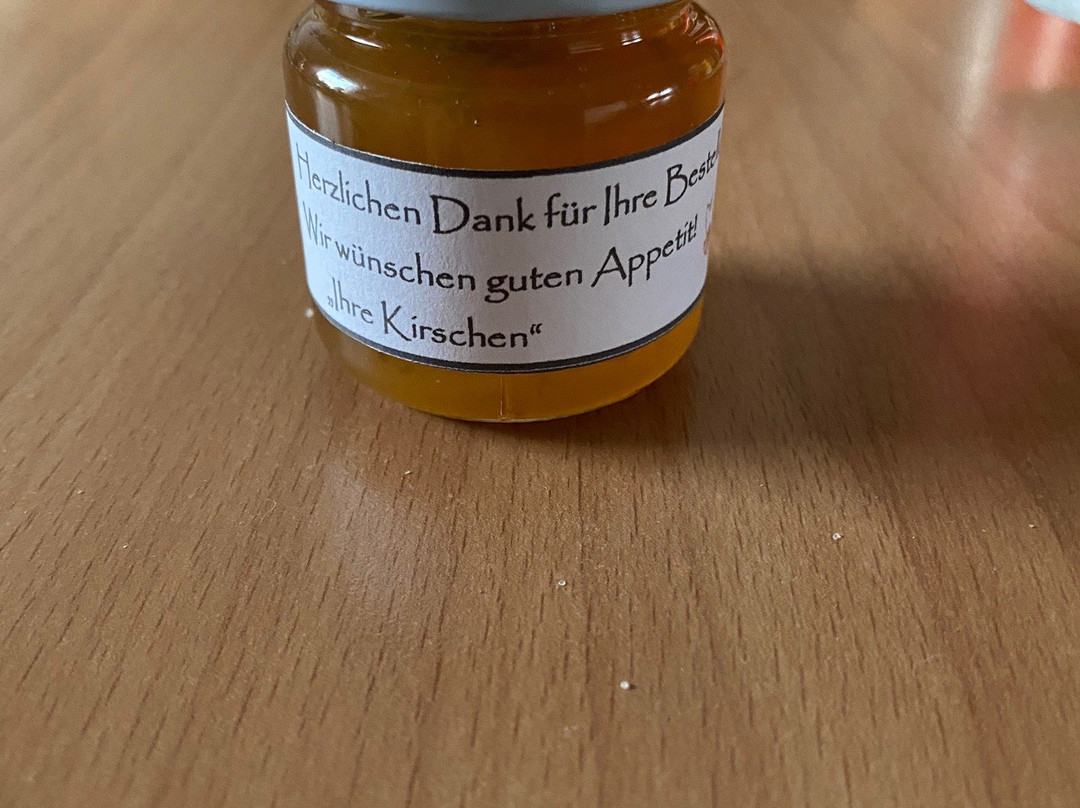 Herzlichen Dank für Ihre Beste
Wir wünschen guten Appetit!
„Ihre Kirschen“